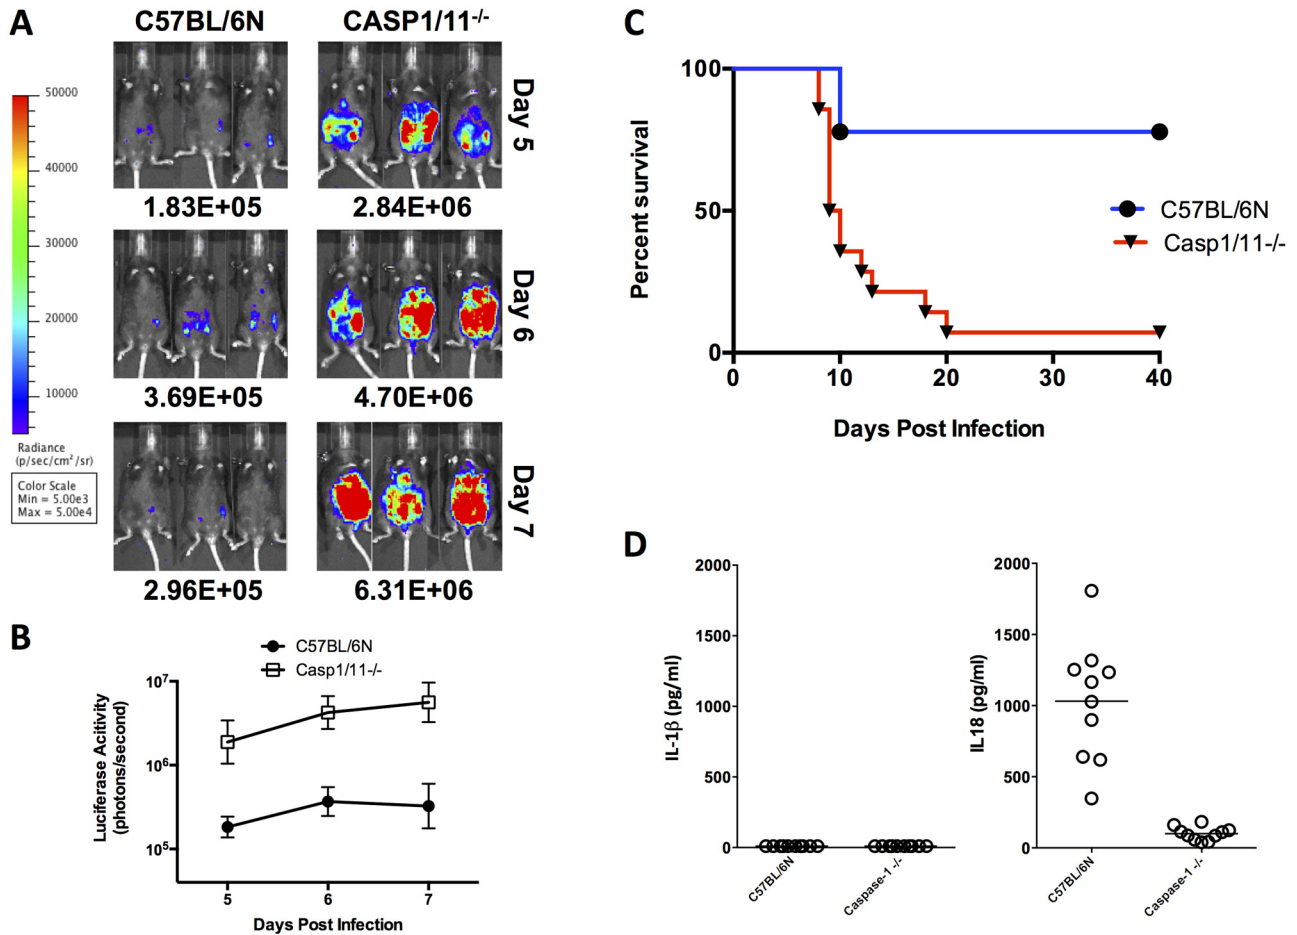 A
C57BL/6N
CASP1/11-/-
50000
40000
30000
20000
10000
Radiance
(p/sec/cm²/sr)
Color Scale
Min = 5.00e3
Max = 5.00e4
Day 5
1.83E+05
2.84E+06
Day 6
3.69E+05
4.70E+06
Day 7
2.96E+05
6.31E+06
B
C57BL/6N
Casp1/11-/-
Luciferase Acitivity
(photons/second)
10⁷
10⁶
10⁵
5
6
7
Days Post Infection
C
Percent survival
100
50
0
0
10
20
30
40
Days Post Infection
C57BL/6N
Casp1/11-/-
D
IL-1β (pg/ml)
2000
1500
1000
500
0
C57BL/6N
Caspase-1 -/-
IL18 (pg/ml)
2000
1500
1000
500
0
C57BL/6N
Caspase-1 -/-